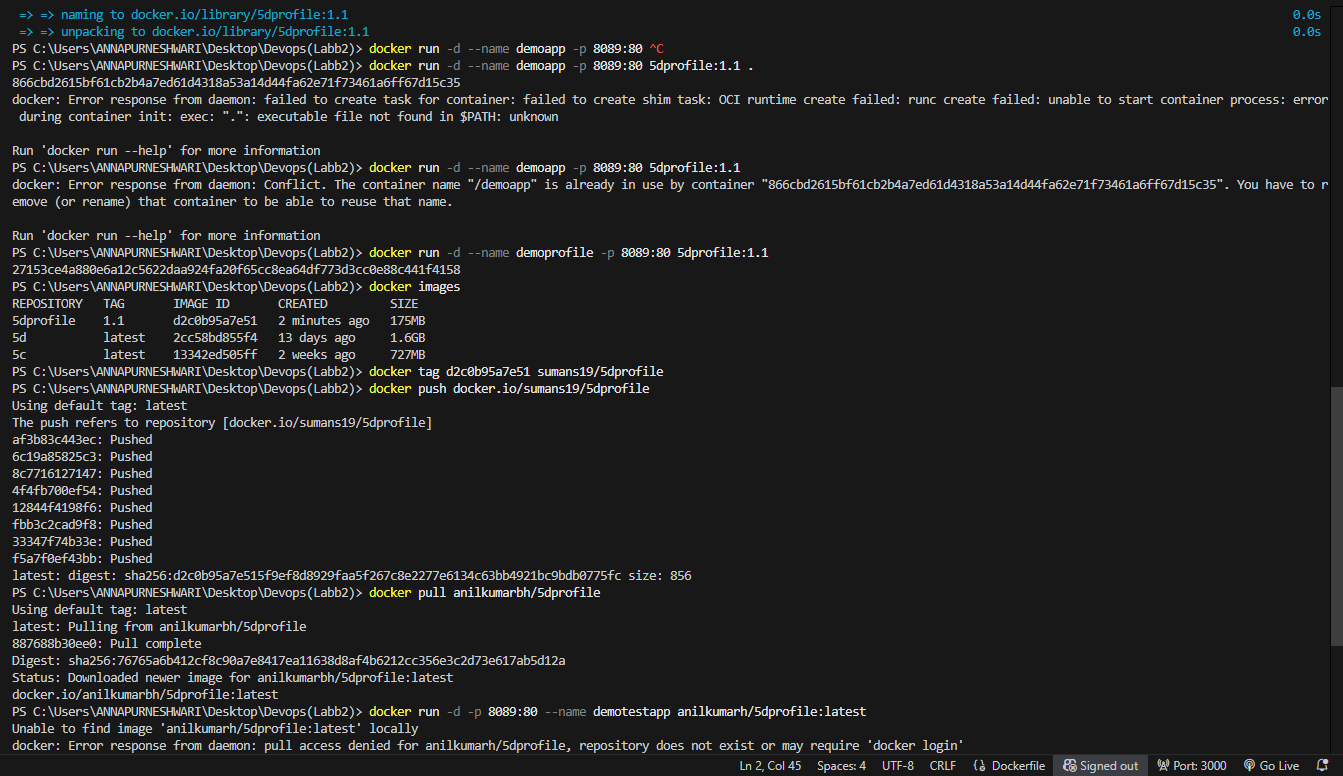 => => naming to docker.io/library/5dprofile:1.1 0.0s
=> => unpacking to docker.io/library/5dprofile:1.1 0.0s
PS C:\Users\ANNAPURNESHWARI\Desktop\Devops(Labb2)> docker run -d --name demoapp -p 8089:80 ^C
PS C:\Users\ANNAPURNESHWARI\Desktop\Devops(Labb2)> docker run -d --name demoapp -p 8089:80 5dprofile:1.1 .
866cbd2615bf61cb2b4a7ed61d4318a53a14d44fa62e71f73461a6ff67d15c35
docker: Error response from daemon: failed to create task for container: failed to create shim task: OCI runtime create failed: runc create failed: unable to start container process: error
during container init: exec: ".": executable file not found in $PATH: unknown
Run 'docker run --help' for more information
PS C:\Users\ANNAPURNESHWARI\Desktop\Devops(Labb2)> docker run -d --name demoapp -p 8089:80 5dprofile:1.1
docker: Error response from daemon: Conflict. The container name "/demoapp" is already in use by container "866cbd2615bf61cb2b4a7ed61d4318a53a14d44fa62e71f73461a6ff67d15c35". You have to r
emove (or rename) that container to be able to reuse that name.
Run 'docker run --help' for more information
PS C:\Users\ANNAPURNESHWARI\Desktop\Devops(Labb2)> docker run -d --name demoprofile -p 8089:80 5dprofile:1.1
27153ce4a880e6a12c5622daa924fa20f65cc8ea64df773d3cc0e88c441f4158
PS C:\Users\ANNAPURNESHWARI\Desktop\Devops(Labb2)> docker images
REPOSITORY TAG IMAGE ID CREATED SIZE
5dprofile 1.1 d2c0b95a7e51 2 minutes ago 175MB
5d latest 2cc58bd855f4 13 days ago 1.6GB
5c latest 13342ed505ff 2 weeks ago 727MB
PS C:\Users\ANNAPURNESHWARI\Desktop\Devops(Labb2)> docker tag d2c0b95a7e51 sumans19/5dprofile
PS C:\Users\ANNAPURNESHWARI\Desktop\Devops(Labb2)> docker push docker.io/sumans19/5dprofile
Using default tag: latest
The push refers to repository [docker.io/sumans19/5dprofile]
af3b83c443ec: Pushed
6c19a85825c3: Pushed
8c7716127147: Pushed
4f4fb700ef54: Pushed
12844f4198f6: Pushed
fbb3c2cad9f8: Pushed
33347f74b33e: Pushed
f5a7f0ef43bb: Pushed
latest: digest: sha256:d2c0b95a7e515f9ef8d8929faa5f267c8e2277e6134c63bb4921bc9bdb0775fc size: 856
PS C:\Users\ANNAPURNESHWARI\Desktop\Devops(Labb2)> docker pull anilkumarbh/5dprofile
Using default tag: latest
latest: Pulling from anilkumarbh/5dprofile
887688b30ee0: Pull complete
Digest: sha256:76765a6b412cf8c90a7e8417ea11638d8af4b6212cc356e3c2d73e617ab5d12a
Status: Downloaded newer image for anilkumarbh/5dprofile:latest
docker.io/anilkumarbh/5dprofile:latest
PS C:\Users\ANNAPURNESHWARI\Desktop\Devops(Labb2)> docker run -d -p 8089:80 --name demotestapp anilkumarh/5dprofile:latest
Unable to find image 'anilkumarh/5dprofile:latest' locally
docker: Error response from daemon: pull access denied for anilkumarh/5dprofile, repository does not exist or may require 'docker login'
Ln 2, Col 45 Spaces: 4 UTF-8 CRLF Dockerfile Signed out Port: 3000 Go Live